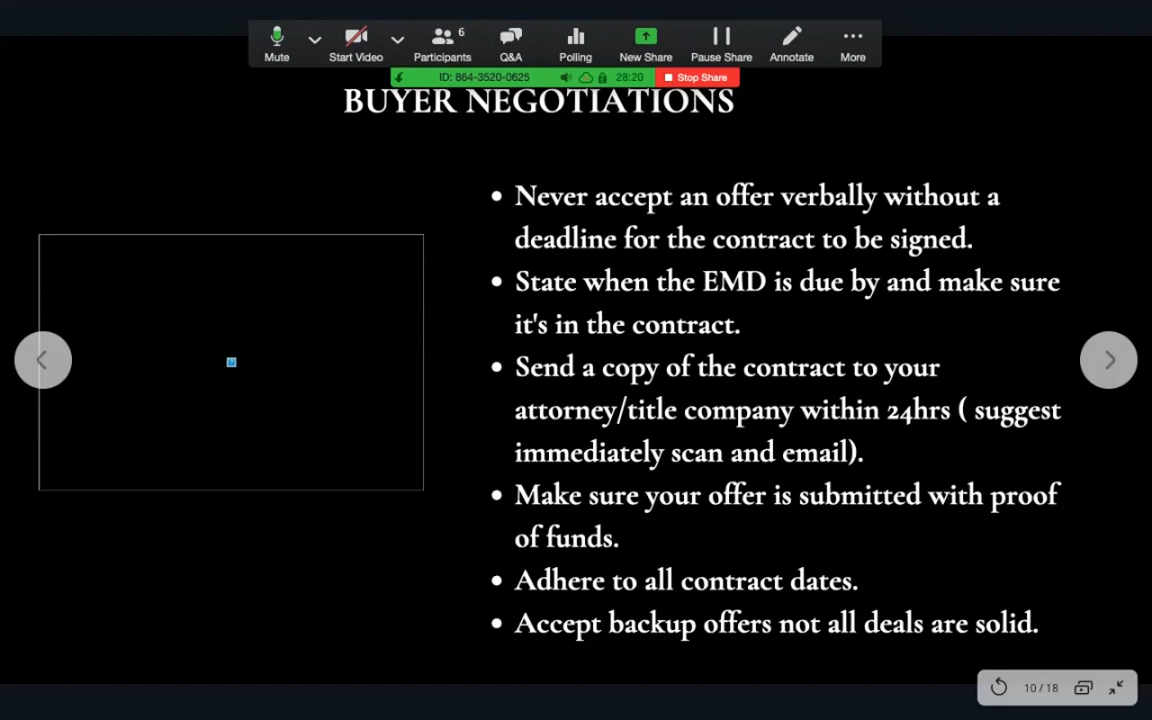 6
Mute
Start Video
Participants
Q&A
Polling
New Share
Pause Share
Annotate
More
ID: 864-3520-0625
28:20
Stop Share
BUYER NEGOTIATIONS
• Never accept an offer verbally without a
deadline for the contract to be signed.
• State when the EMD is due by and make sure
it's in the contract.
• Send a copy of the contract to your
attorney/title company within 24hrs ( suggest
immediately scan and email).
• Make sure your offer is submitted with proof
of funds.
• Adhere to all contract dates.
• Accept backup offers not all deals are solid.
10 / 18